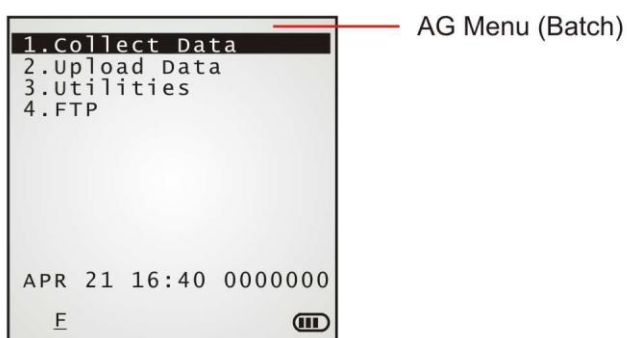 AG Menu (Batch)
1.Collect Data
2.Upload Data
3.Utilities
4.FTP
APR 21 16:40 0000000
F